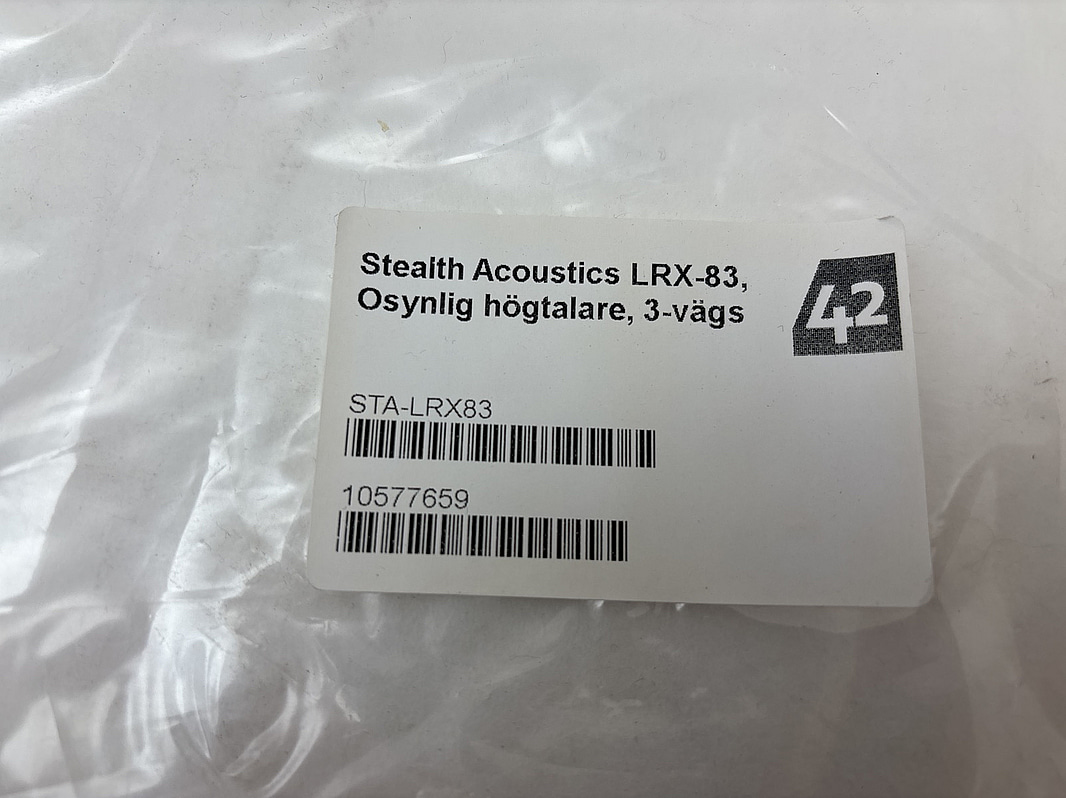 Stealth Acoustics LRX-83,
Osynlig högtalare, 3-vägs
42
STA-LRX83
10577659